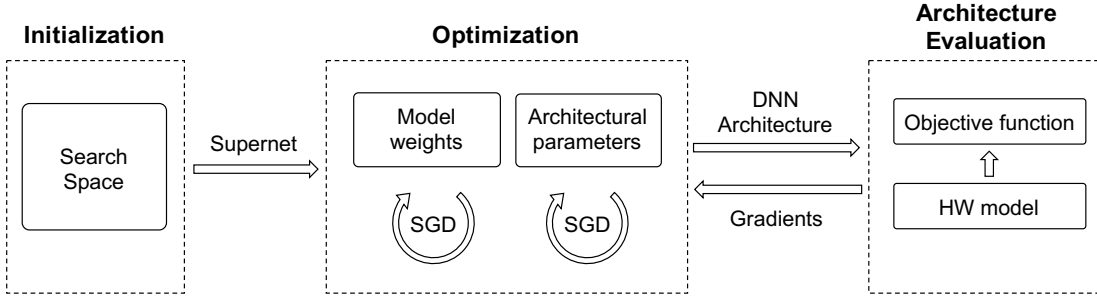 Initialization
Search
Space
Supernet
Optimization
Model
weights
Architectural
parameters
SGD
SGD
DNN
Architecture
Gradients
Architecture
Evaluation
Objective function
HW model